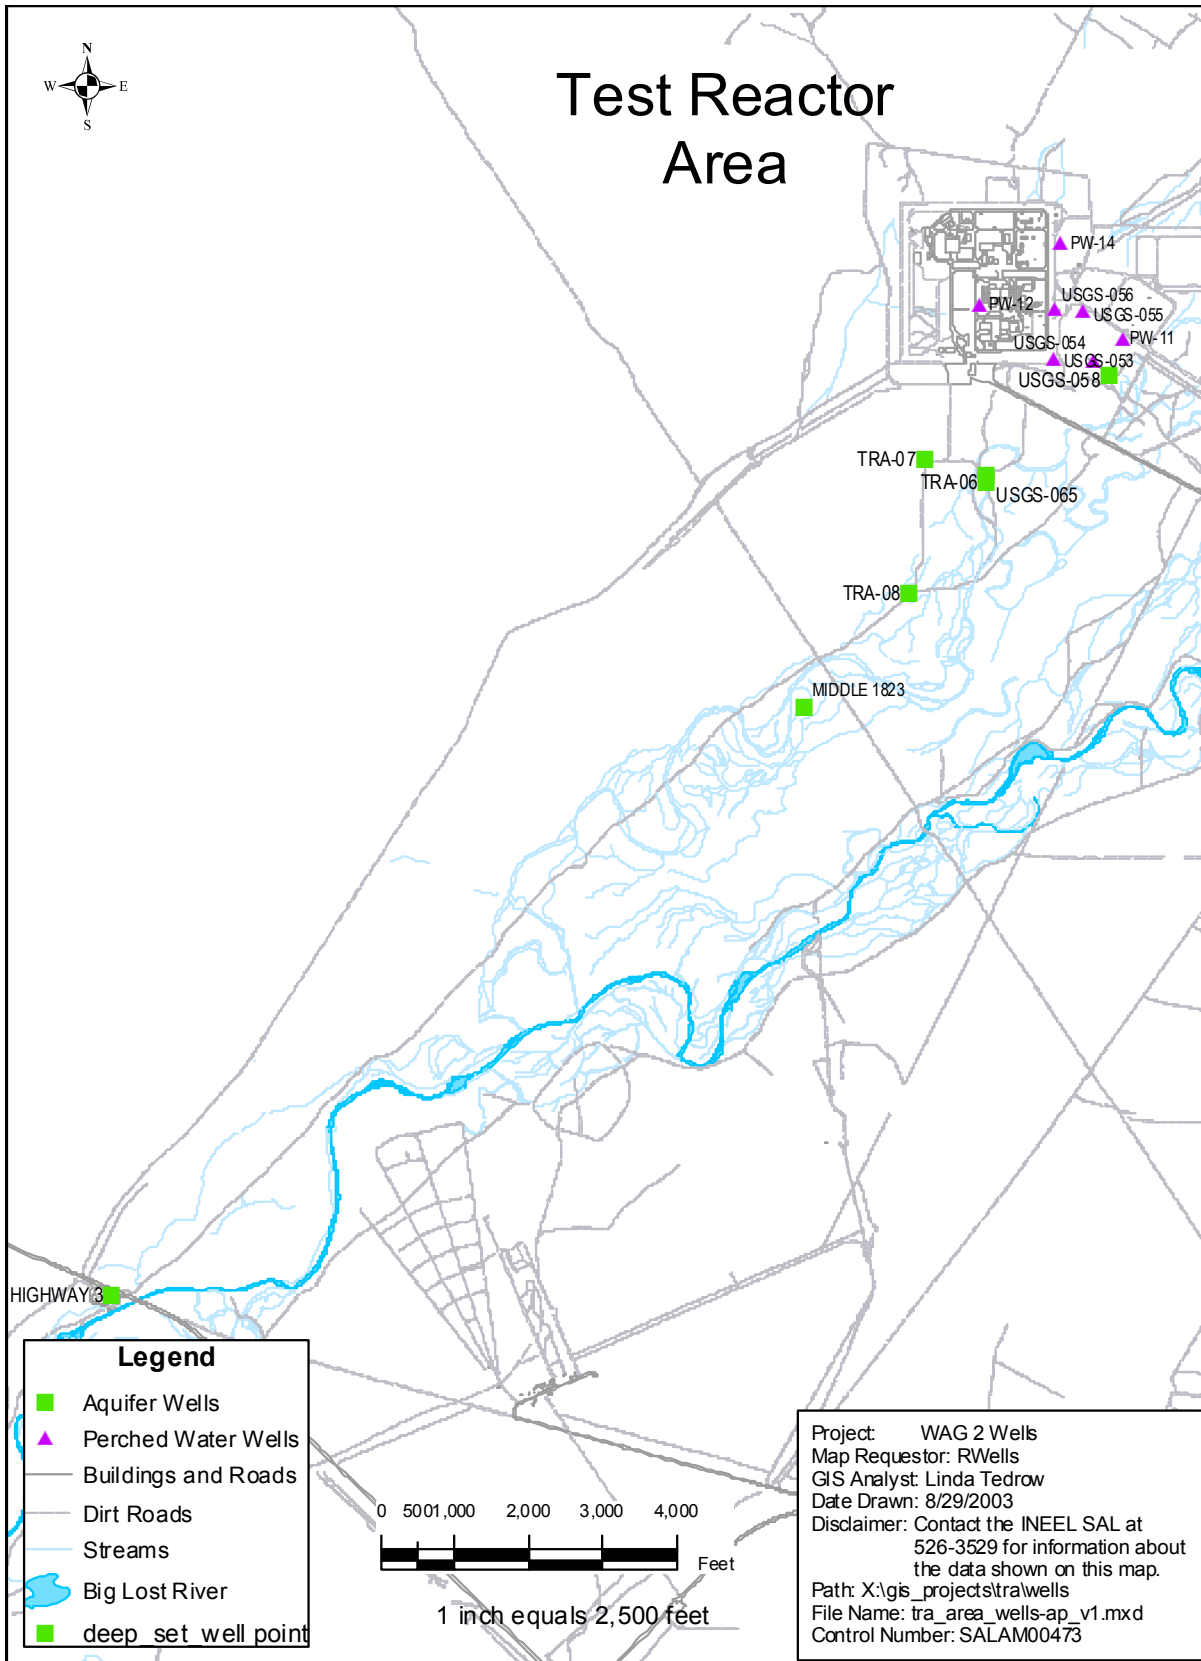 N
W E
S
Test Reactor
Area
PW-14
USGS-056
PW-12
USGS-055
PW-11
USGS-054
USGS-053
USGS-058
TRA-07
TRA-06
USGS-065
TRA-08
MIDDLE 1823
HIGHWAY 3
Legend
Aquifer Wells
Perched Water Wells
Buildings and Roads
Dirt Roads
Streams
Big Lost River
deep_set_well point
0 500 1,000 2,000 3,000 4,000
Feet
1 inch equals 2,500 feet
Project: WAG 2 Wells
Map Requestor: RWells
GIS Analyst: Linda Tedrow
Date Drawn: 8/29/2003
Disclaimer: Contact the INEEL SAL at
526-3529 for information about
the data shown on this map.
Path: X:\gis_projects\tra\wells
File Name: tra_area_wells-ap_v1.mxd
Control Number: SALAM00473